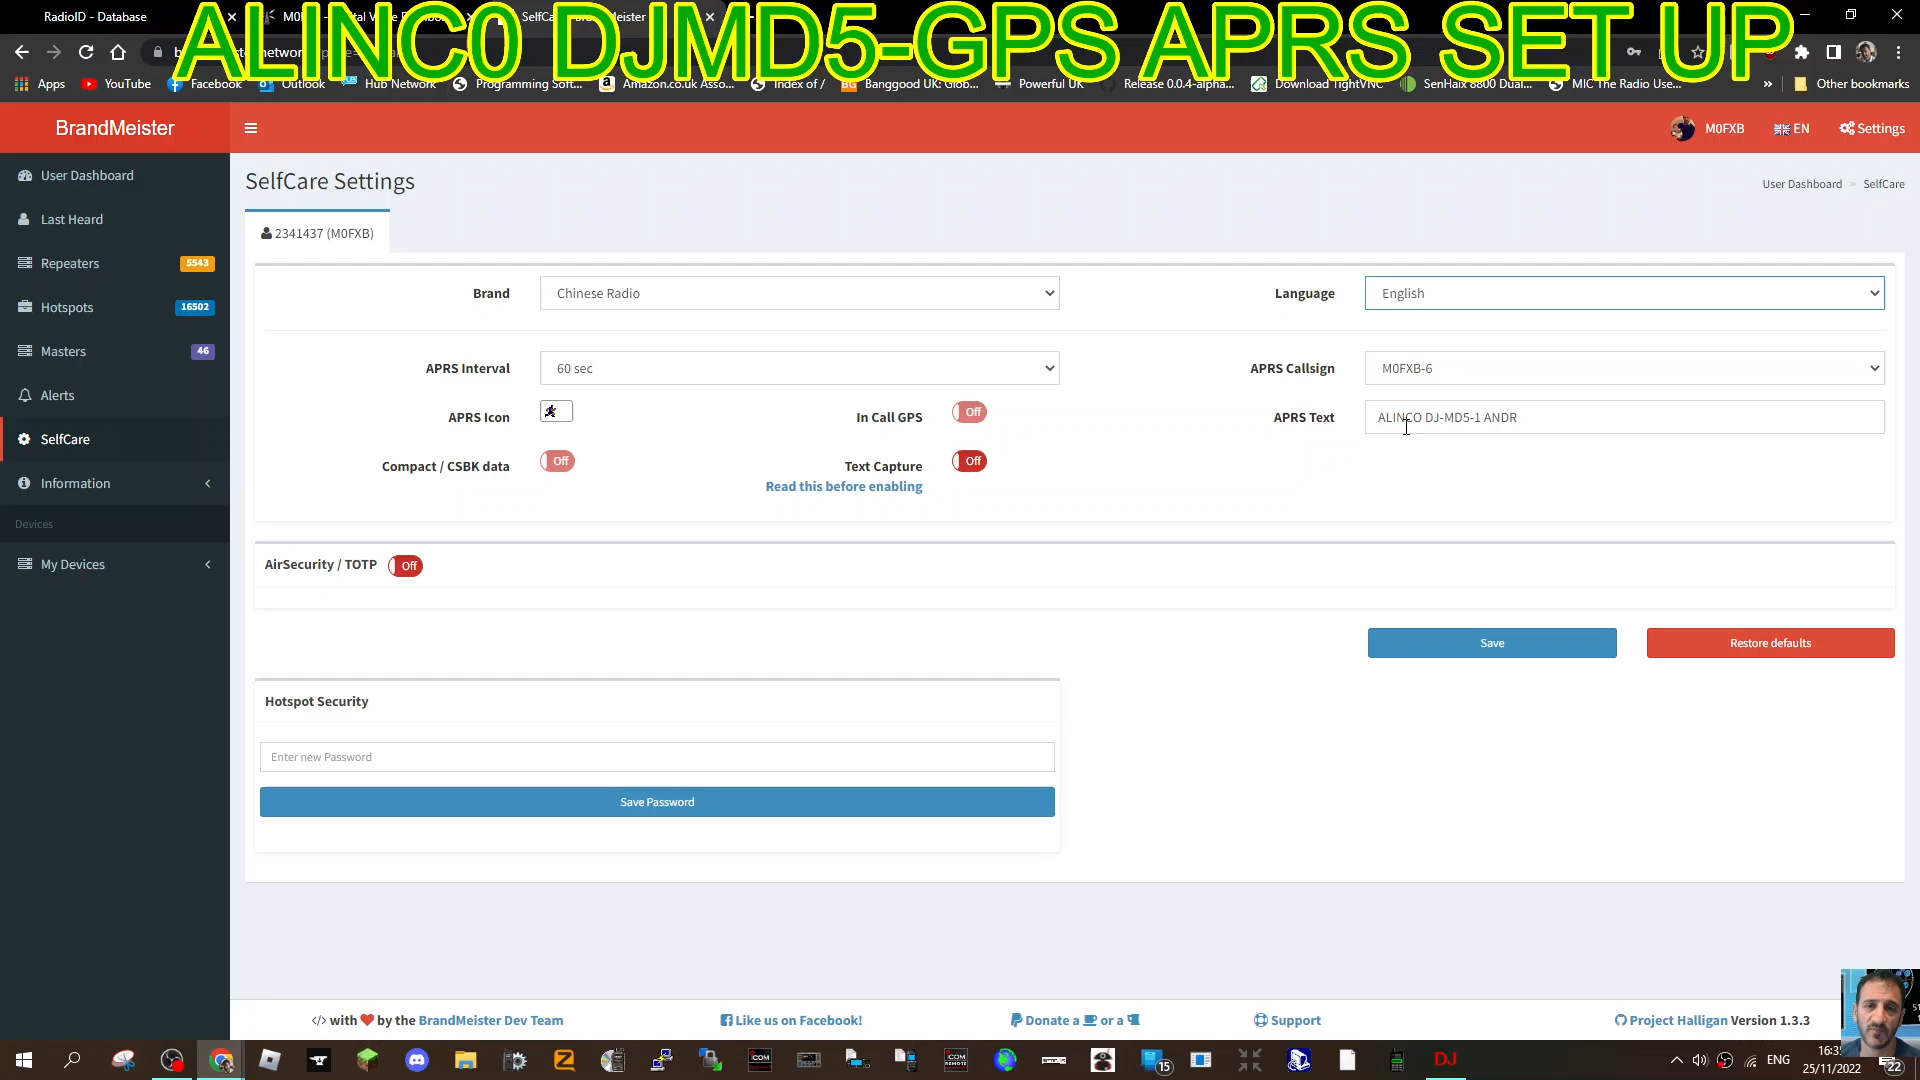 ALINC0 DJMD5-GPS APRS SET UP
RadioID - Database
Apps YouTube Facebook Outlook Hub Network Programming Soft... Amazon.co.uk Asso... Index of / Banggood UK: Glob... Powerful UK Release 0.0.4-alpha... Download TightVNC SenHaix 8800 Dual... MIC The Radio Use... » Other bookmarks
BrandMeister
M0FXB EN Settings
User Dashboard
Last Heard
Repeaters 5543
Hotspots 16502
Masters 46
Alerts
SelfCare
Information
Devices
My Devices
SelfCare Settings
User Dashboard > SelfCare
2341437 (M0FXB)
Brand Chinese Radio Language English
APRS Interval 60 sec APRS Callsign M0FXB-6
APRS Icon In Call GPS Off APRS Text ALINCO DJ-MD5-1 ANDR
Compact / CSBK data Off Text Capture Off
Read this before enabling
AirSecurity / TOTP Off
Save Restore defaults
Hotspot Security
Enter new Password
Save Password
</> with by the BrandMeister Dev Team Like us on Facebook! Donate a or a Support Project Halligan Version 1.3.3
ENG
25/11/2022
15
22
DJ